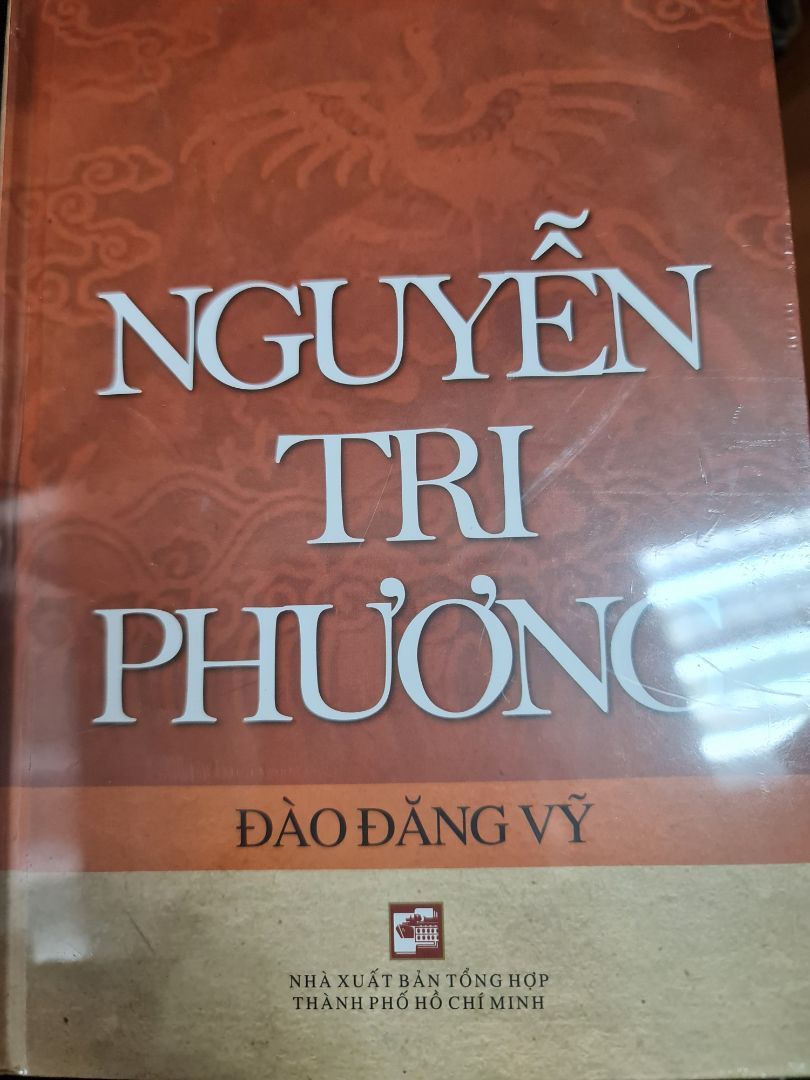 NGUYỄN
TRI
PHƯƠNG
ĐÀO ĐĂNG VỸ
NHÀ XUẤT BẢN TỔNG HỢP
THÀNH PHỐ HỒ CHÍ MINH